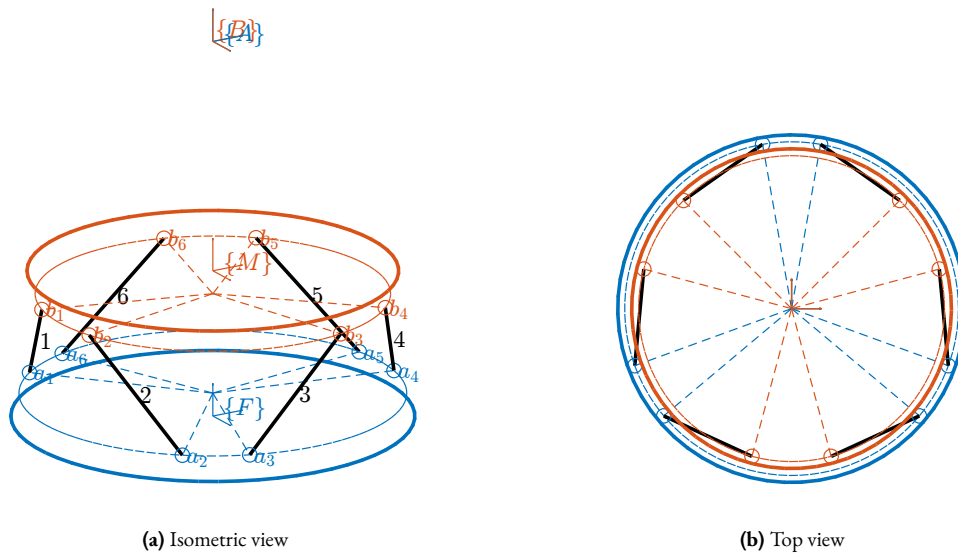 {B}
{A}
b₆
b₅
{M}
6
5
b₁
b₄
b₂
b₃
1
4
a₆
a₅
a₁
a₄
2
3
{F}
a₂
a₃
(a) Isometric view
(b) Top view